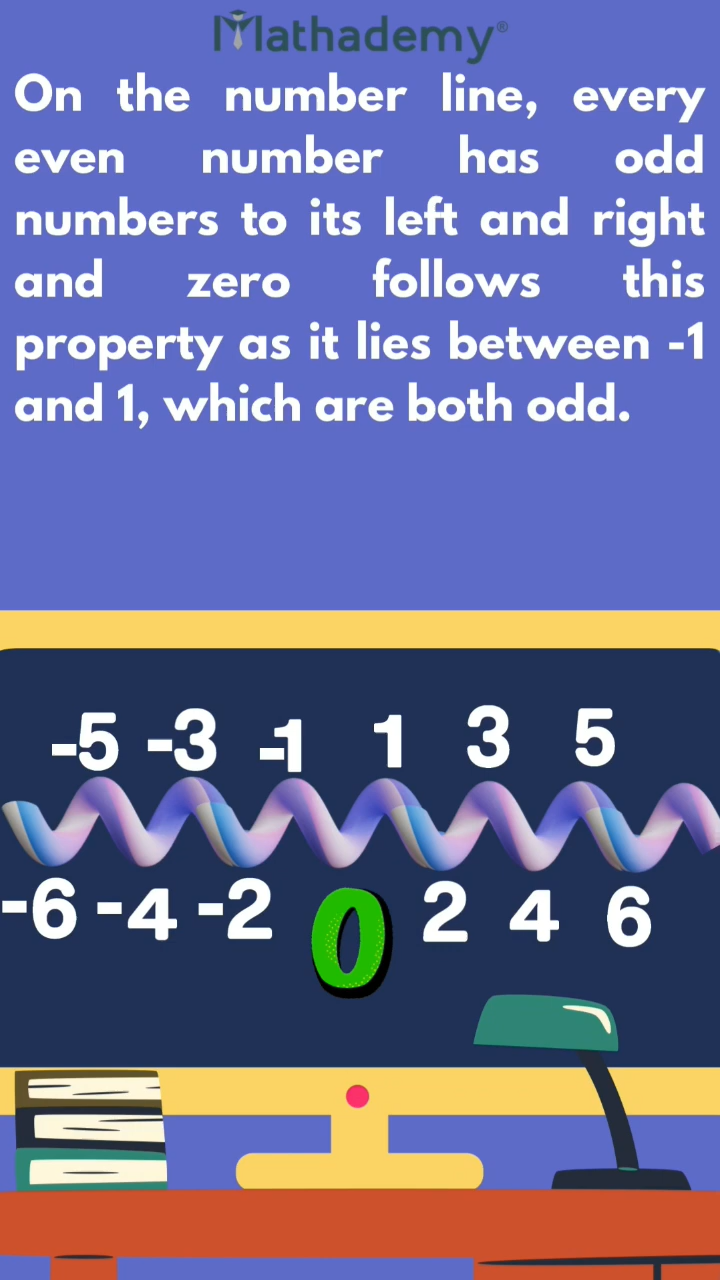 Mathademy®
On the number line, every
even number has odd
numbers to its left and right
and zero follows this
property as it lies between -1
and 1, which are both odd.
-5 -3 -1 1 3 5
-6 -4 -2 0 2 4 6